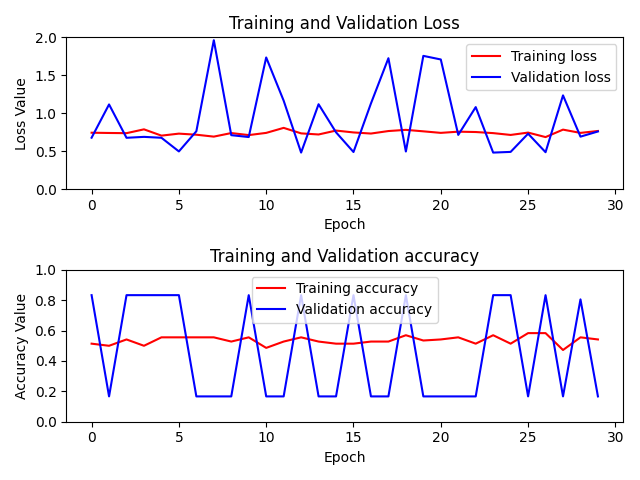 Training and Validation Loss
2.0
1.5
1.0
0.5
0.0
Loss Value
Training loss
Validation loss
0 5 10 15 20 25 30
Epoch
Training and Validation accuracy
1.0
0.8
0.6
0.4
0.2
0.0
Accuracy Value
Training accuracy
Validation accuracy
0 5 10 15 20 25 30
Epoch